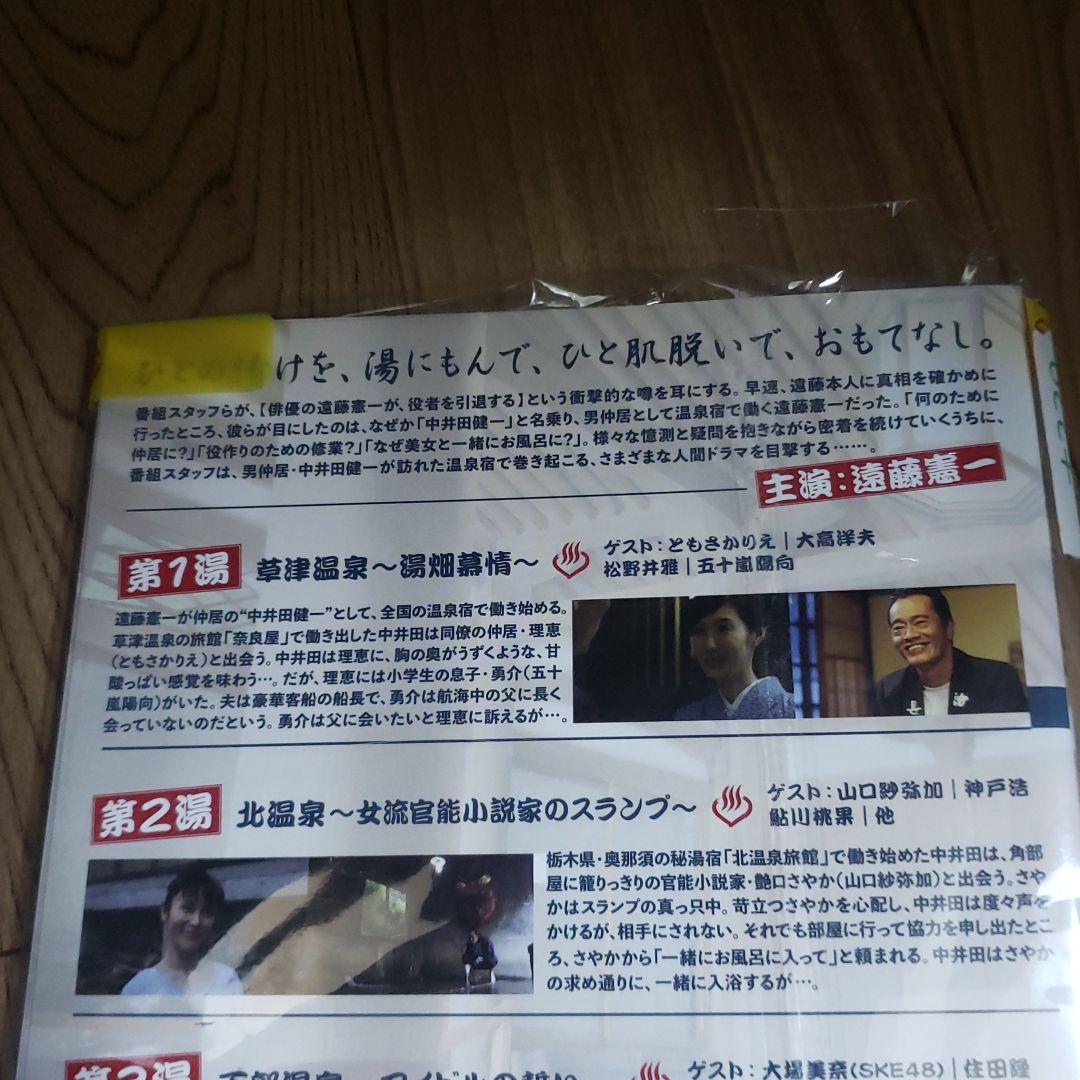 けを、湯にもんで、ひと肌脱いで、おもてなし。
番組スタッフらが、【俳優の遠藤憲一が、役者を引退する】という衝撃的な噂を耳にする。早速、遠藤本人に真相を確かめに
行ったところ、彼らが目にしたのは、なぜか「中井田健一」と名乗り、男仲居として温泉宿で働く遠藤憲一だった。「何のために
仲居に?」「役作りのための修業?」「なぜ美女と一緒にお風呂に?」。様々な憶測と疑問を抱きながら密着を続けていくうちに、
番組スタッフは、男仲居・中井田健一が訪れた温泉宿で巻き起こる、さまざまな人間ドラマを目撃する……。
主演:遠藤憲一
第1湯 草津温泉～湯畑慕情～
ゲスト:ともさかりえ|大高洋夫
松野井雅|五十嵐陽向
遠藤憲一が仲居の“中井田健一”として、全国の温泉宿で働き始める。
草津温泉の旅館「奈良屋」で働き出した中井田は同僚の仲居・理恵
(ともさかりえ)と出会う。中井田は理恵に、胸の奥がうずくような、甘
酸っぱい感覚を味わう…。だが、理恵には小学生の息子・勇介(五十
嵐陽向)がいた。夫は豪華客船の船長で、勇介は航海中の父に長く
会っていないのだという。勇介は父に会いたいと理恵に訴えるが…。
第2湯 北温泉～女流官能小説家のスランプ～
ゲスト:山口紗弥加|神戸浩
鮎川桃果|他
栃木県・奥那須の秘湯宿「北温泉旅館」で働き始めた中井田は、角部
屋に籠りっきりの官能小説家・艶口さやか(山口紗弥加)と出会う。さや
かはスランプの真っ只中。苛立つさやかを心配し、中井田は度々声を
かけるが、相手にされない。それでも部屋に行って協力を申し出たとこ
ろ、さやかから「一緒にお風呂に入って」と頼まれる。中井田はさやか
の求め通りに、一緒に入浴するが…。
第3湯
ゲスト:大場美奈(SKE48)|住田隆